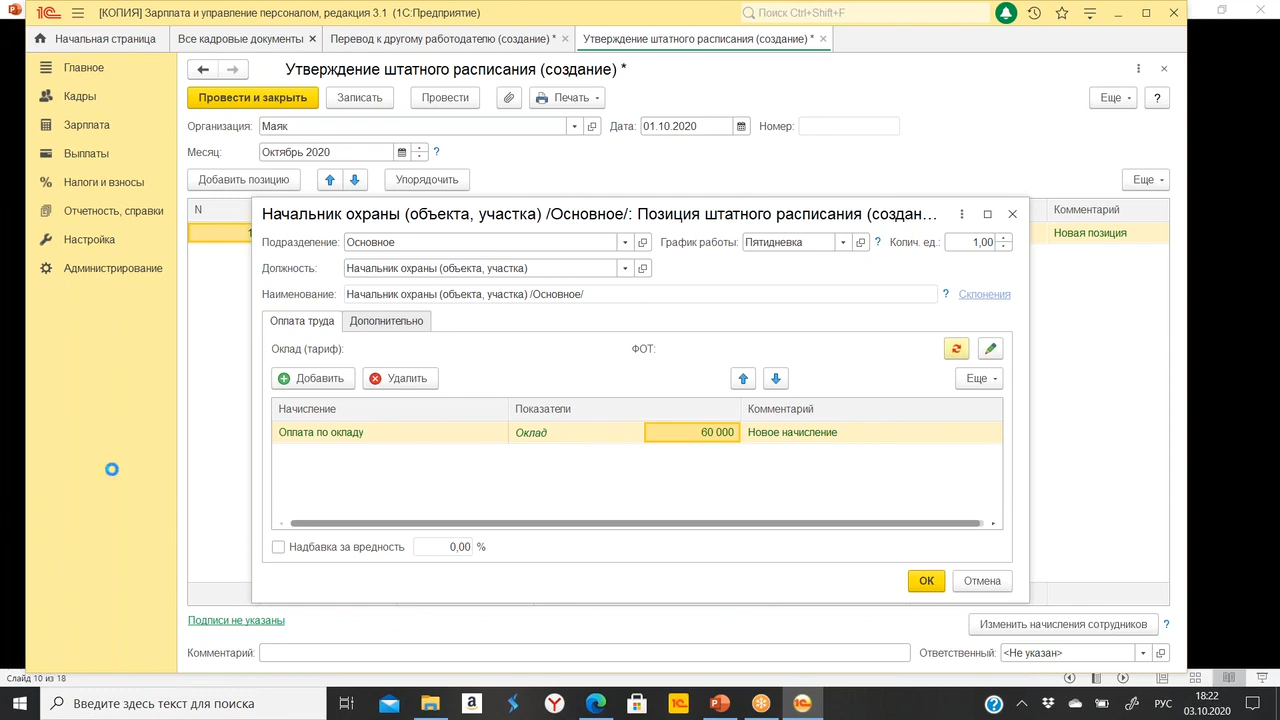 [КОПИЯ] Зарплата и управление персоналом, редакция 3.1 (1С:Предприятие)
Поиск Ctrl+Shift+F
Начальная страница
Все кадровые документы
Перевод к другому работодателю (создание) *
Утверждение штатного расписания (создание) *
Главное
Кадры
Зарплата
Выплаты
Налоги и взносы
Отчетность, справки
Настройка
Администрирование
Утверждение штатного расписания (создание) *
Провести и закрыть
Записать
Провести
Печать
Еще
?
Организация: Маяк
Дата: 01.10.2020
Номер:
Месяц: Октябрь 2020
?
Добавить позицию
Упорядочить
Еще
N
Комментарий
1
Новая позиция
Начальник охраны (объекта, участка) /Основное/: Позиция штатного расписания (создан...
Подразделение: Основное
График работы: Пятидневка
?
Колич. ед.: 1,00
Должность: Начальник охраны (объекта, участка)
Наименование: Начальник охраны (объекта, участка) /Основное/
?
Склонения
Оплата труда
Дополнительно
Оклад (тариф):
ФОТ:
Добавить
Удалить
Еще
Начисление
Показатели
Комментарий
Оплата по окладу
Оклад
60 000
Новое начисление
Надбавка за вредность
0,00 %
ОК
Отмена
Подписи не указаны
Изменить начисления сотрудников
?
Комментарий:
Ответственный: <Не указан>
Слайд 10 из 18
Введите здесь текст для поиска
РУС
18:22
03.10.2020